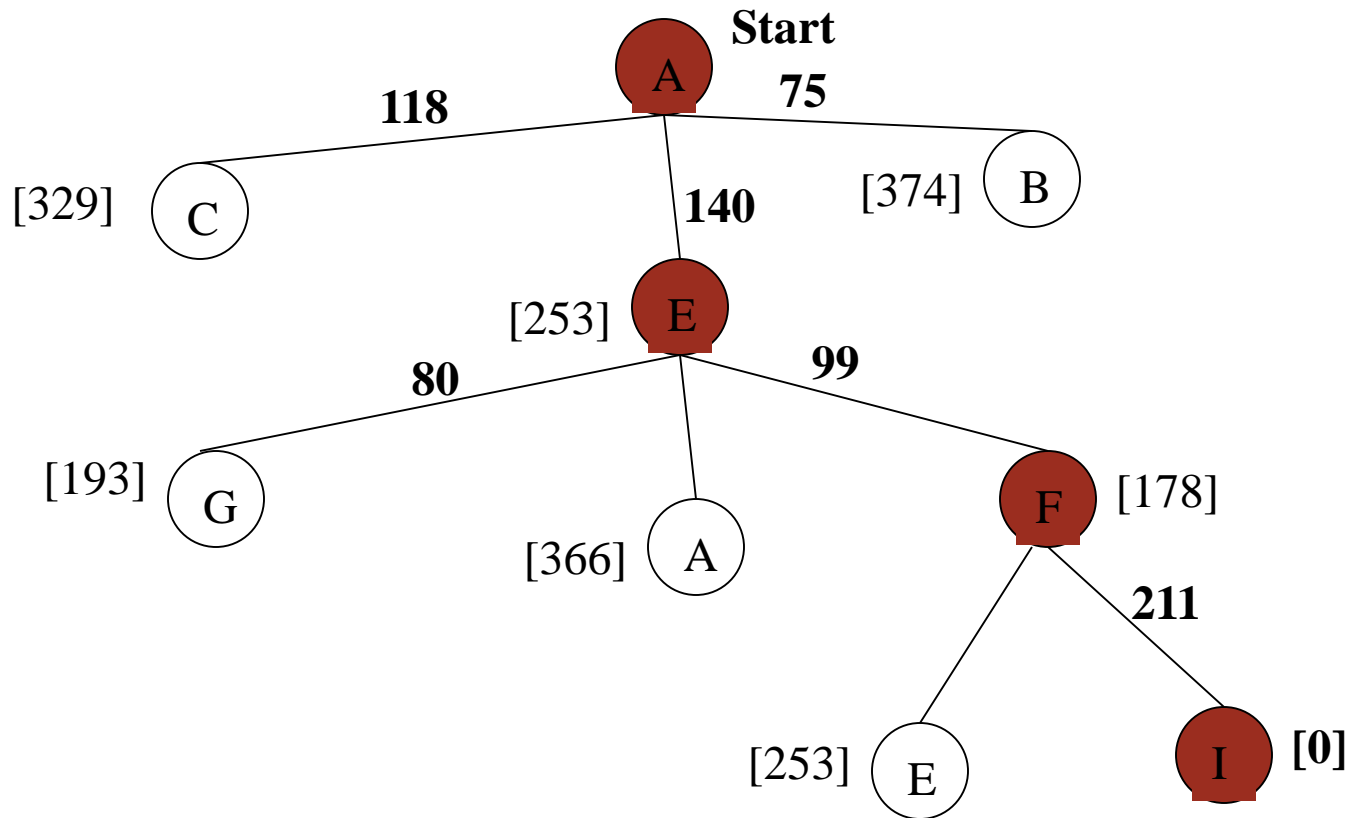 Start
A
75
118
[329]
C
[374]
B
140
[253]
E
80
99
[193]
G
[366]
A
F
[178]
211
[253]
E
I
[0]